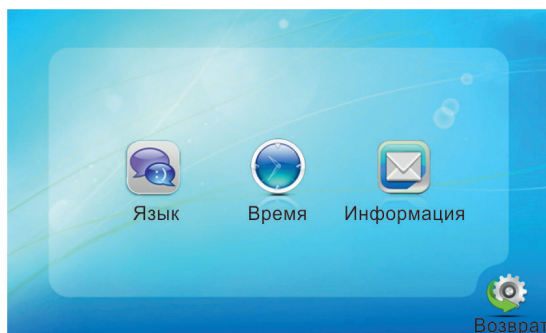 Язык Время Информация
Возврат